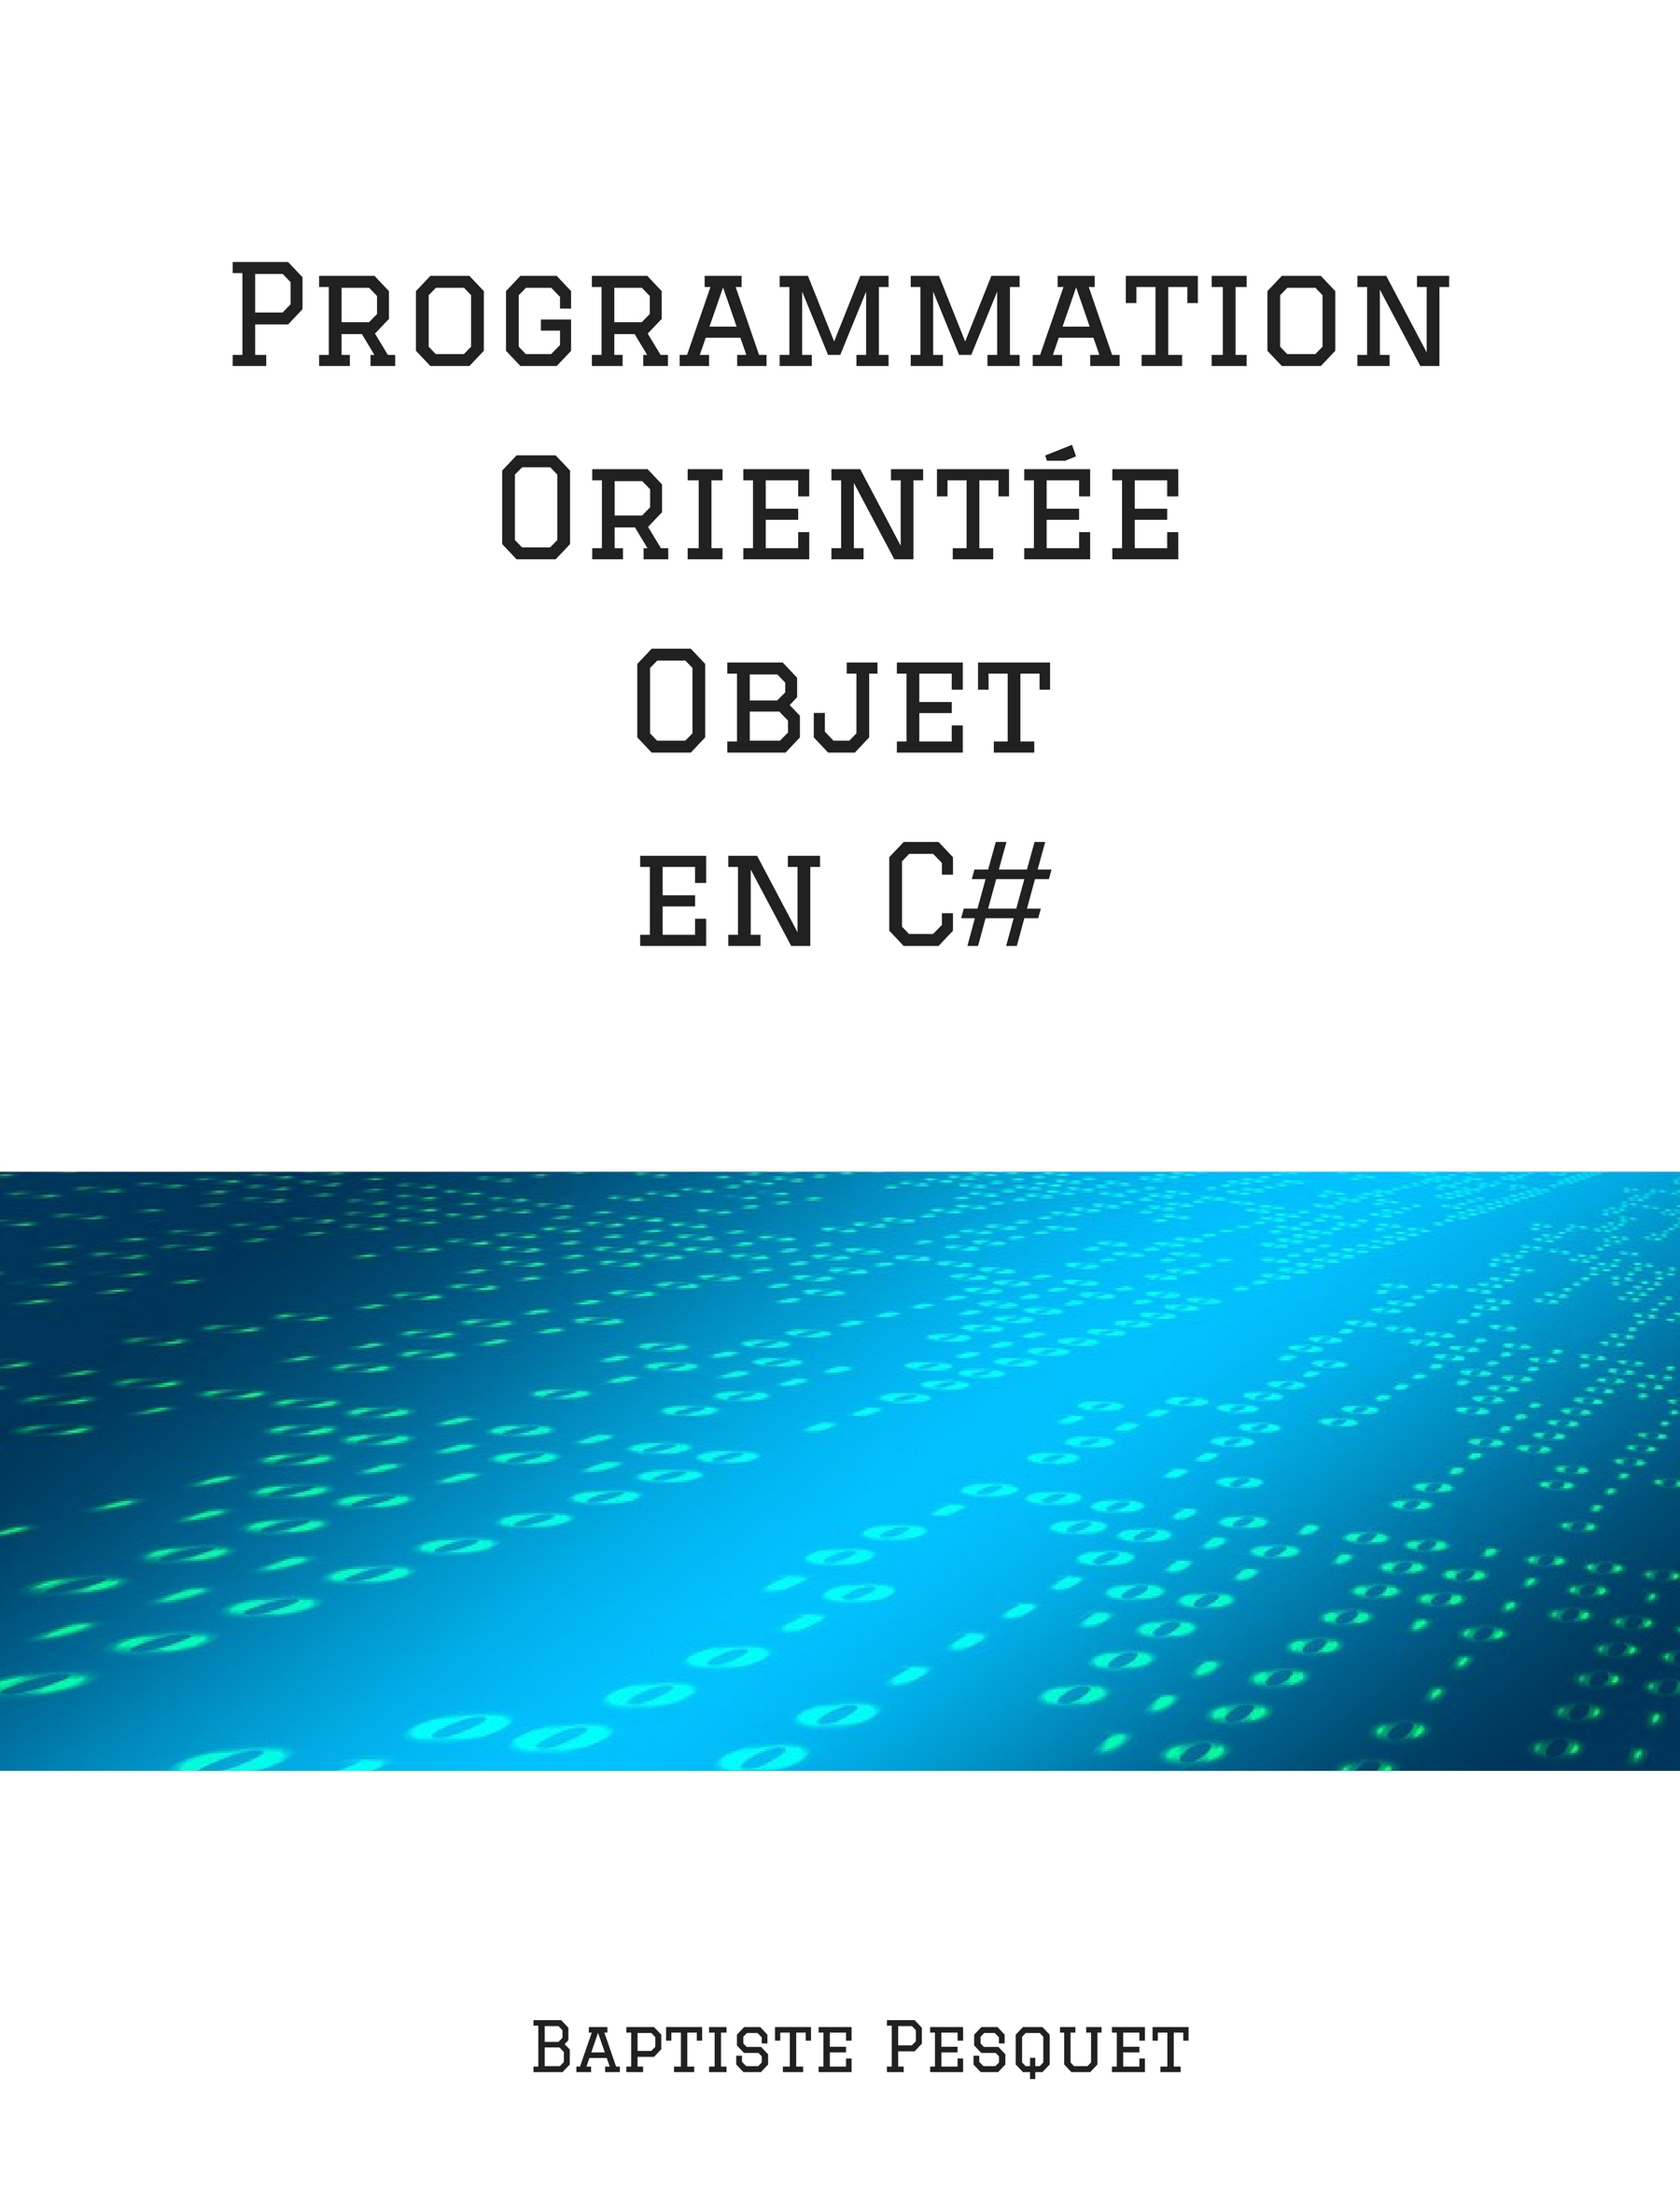 Programmation
Orientée
Objet
en C#
Baptiste Pesquet